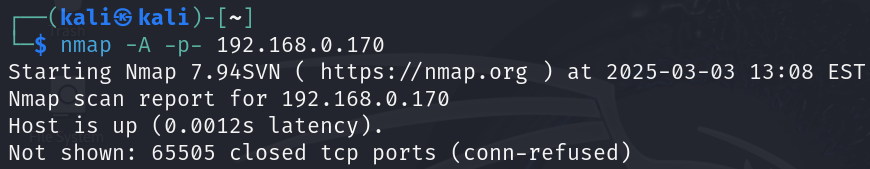 ┌──(kali㉿kali)-[~]
└─$ nmap -A -p- 192.168.0.170
Starting Nmap 7.94SVN ( https://nmap.org ) at 2025-03-03 13:08 EST
Nmap scan report for 192.168.0.170
Host is up (0.0012s latency).
Not shown: 65505 closed tcp ports (conn-refused)